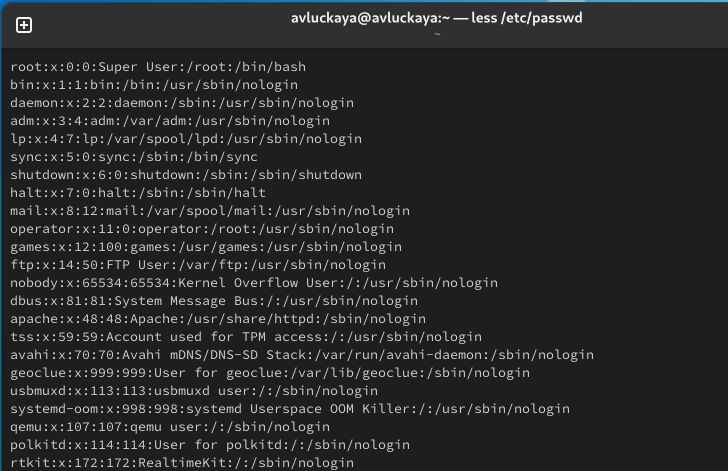 avluckaya@avluckaya:~ — less /etc/passwd
~
root:x:0:0:Super User:/root:/bin/bash
bin:x:1:1:bin:/bin:/usr/sbin/nologin
daemon:x:2:2:daemon:/sbin:/usr/sbin/nologin
adm:x:3:4:adm:/var/adm:/usr/sbin/nologin
lp:x:4:7:lp:/var/spool/lpd:/usr/sbin/nologin
sync:x:5:0:sync:/sbin:/bin/sync
shutdown:x:6:0:shutdown:/sbin:/sbin/shutdown
halt:x:7:0:halt:/sbin:/sbin/halt
mail:x:8:12:mail:/var/spool/mail:/usr/sbin/nologin
operator:x:11:0:operator:/root:/usr/sbin/nologin
games:x:12:100:games:/usr/games:/usr/sbin/nologin
ftp:x:14:50:FTP User:/var/ftp:/usr/sbin/nologin
nobody:x:65534:65534:Kernel Overflow User:/:/usr/sbin/nologin
dbus:x:81:81:System Message Bus:/:/usr/sbin/nologin
apache:x:48:48:Apache:/usr/share/httpd:/sbin/nologin
tss:x:59:59:Account used for TPM access:/:/usr/sbin/nologin
avahi:x:70:70:Avahi mDNS/DNS-SD Stack:/var/run/avahi-daemon:/sbin/nologin
geoclue:x:999:999:User for geoclue:/var/lib/geoclue:/sbin/nologin
usbmuxd:x:113:113:usbmuxd user:/:/sbin/nologin
systemd-oom:x:998:998:systemd Userspace OOM Killer:/:/usr/sbin/nologin
qemu:x:107:107:qemu user:/:/sbin/nologin
polkitd:x:114:114:User for polkitd:/:/sbin/nologin
rtkit:x:172:172:RealtimeKit:/:/sbin/nologin